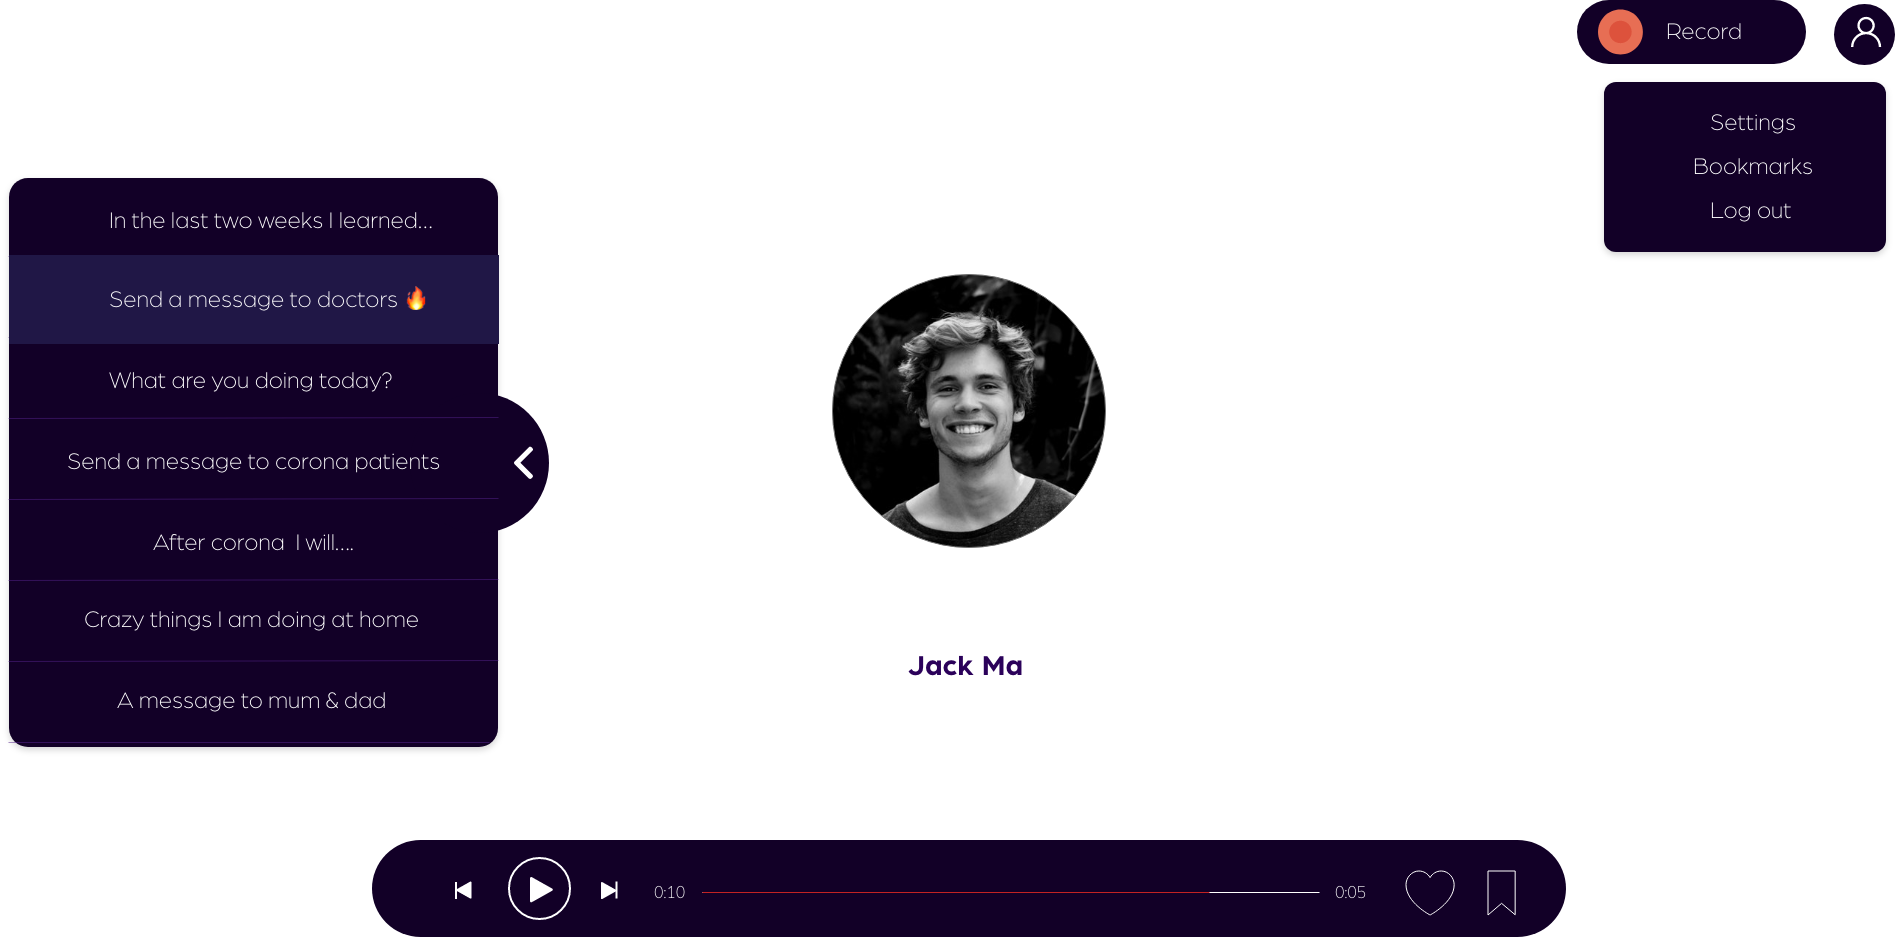 Record
Settings
Bookmarks
Log out
In the last two weeks I learned...
Send a message to doctors 🔥
What are you doing today?
Send a message to corona patients
After corona  I will....
Crazy things I am doing at home
A message to mum & dad
Jack Ma
0:10
0:05